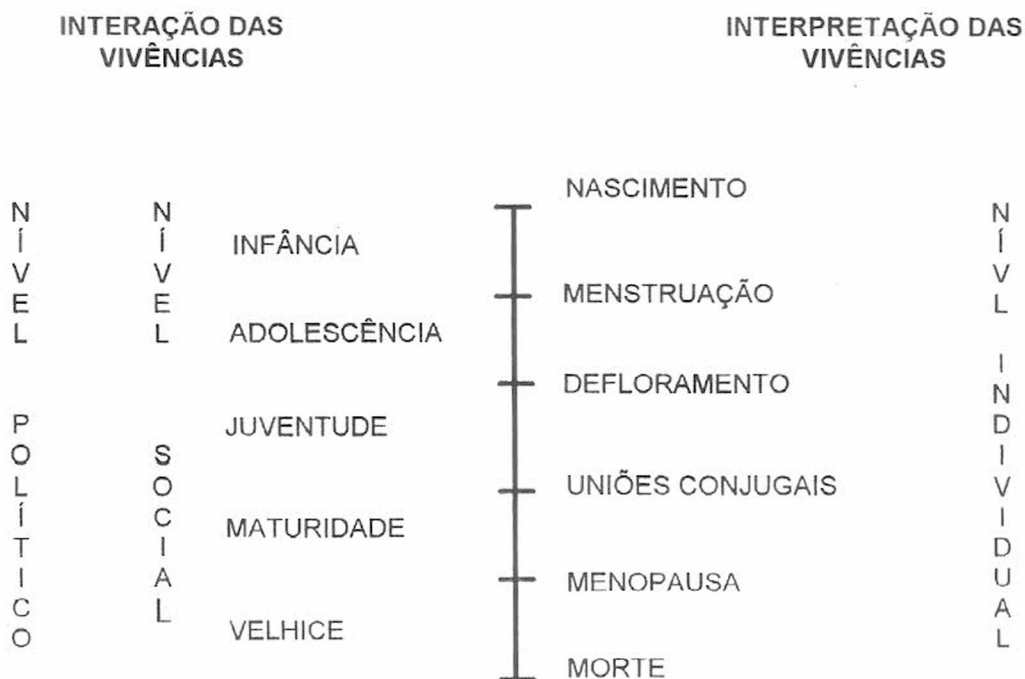 INTERAÇÃO DAS
VIVÊNCIAS
INTERPRETAÇÃO DAS
VIVÊNCIAS
NÍVEL POLÍTICO
NÍVEL SOCIAL
INFÂNCIA
ADOLESCÊNCIA
JUVENTUDE
MATURIDADE
VELHICE
NASCIMENTO
MENSTRUAÇÃO
DEFLORAMENTO
UNIÕES CONJUGAIS
MENOPAUSA
MORTE
NÍVL INDIVIDUAL